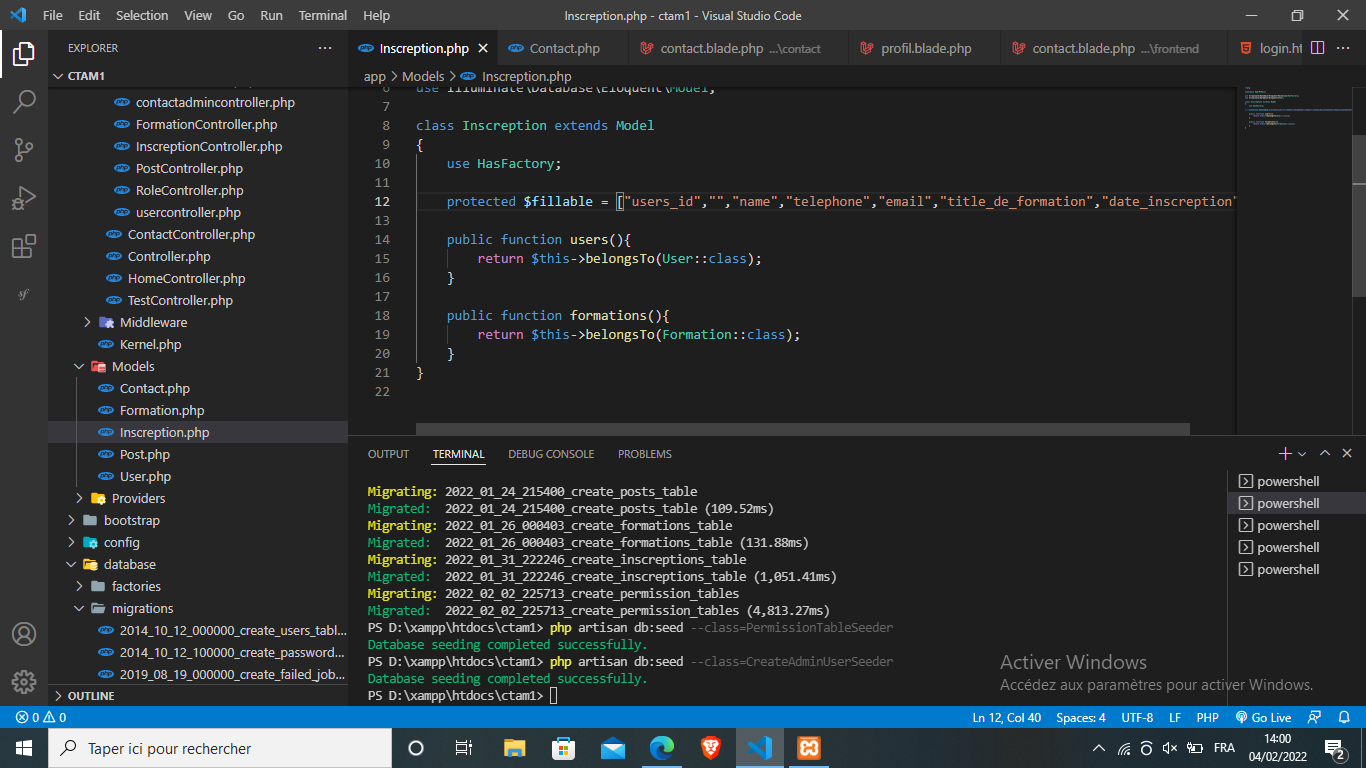 File Edit Selection View Go Run Terminal Help Inscreption.php - ctam1 - Visual Studio Code
EXPLORER
Inscreption.php Contact.php contact.blade.php ...\contact profil.blade.php contact.blade.php ...\frontend login.ht
CTAM1
app > Models > Inscreption.php
contactadmincontroller.php
FormationController.php
InscreptionController.php
PostController.php
RoleController.php
usercontroller.php
ContactController.php
Controller.php
HomeController.php
TestController.php
Middleware
Kernel.php
Models
Contact.php
Formation.php
Inscreption.php
Post.php
User.php
Providers
bootstrap
config
database
factories
migrations
2014_10_12_000000_create_users_tabl...
2014_10_12_100000_create_password...
2019_08_19_000000_create_failed_job...
OUTLINE
6 use Illuminate\Database\Eloquent\Model;
7
8 class Inscreption extends Model
9 {
10 use HasFactory;
11
12 protected $fillable = ["users_id","","name","telephone","email","title_de_formation","date_inscreption"
13
14 public function users(){
15 return $this->belongsTo(User::class);
16 }
17
18 public function formations(){
19 return $this->belongsTo(Formation::class);
20 }
21 }
22
OUTPUT TERMINAL DEBUG CONSOLE PROBLEMS
Migrating: 2022_01_24_215400_create_posts_table
Migrated: 2022_01_24_215400_create_posts_table (109.52ms)
Migrating: 2022_01_26_000403_create_formations_table
Migrated: 2022_01_26_000403_create_formations_table (131.88ms)
Migrating: 2022_01_31_222246_create_inscreptions_table
Migrated: 2022_01_31_222246_create_inscreptions_table (1,051.41ms)
Migrating: 2022_02_02_225713_create_permission_tables
Migrated: 2022_02_02_225713_create_permission_tables (4,813.27ms)
PS D:\xampp\htdocs\ctam1> php artisan db:seed --class=PermissionTableSeeder
Database seeding completed successfully.
PS D:\xampp\htdocs\ctam1> php artisan db:seed --class=CreateAdminUserSeeder
Database seeding completed successfully.
PS D:\xampp\htdocs\ctam1>
powershell
powershell
powershell
powershell
powershell
Activer Windows
Accédez aux paramètres pour activer Windows.
0 0 Ln 12, Col 40 Spaces: 4 UTF-8 LF PHP Go Live
Taper ici pour rechercher
FRA
14:00
04/02/2022
2